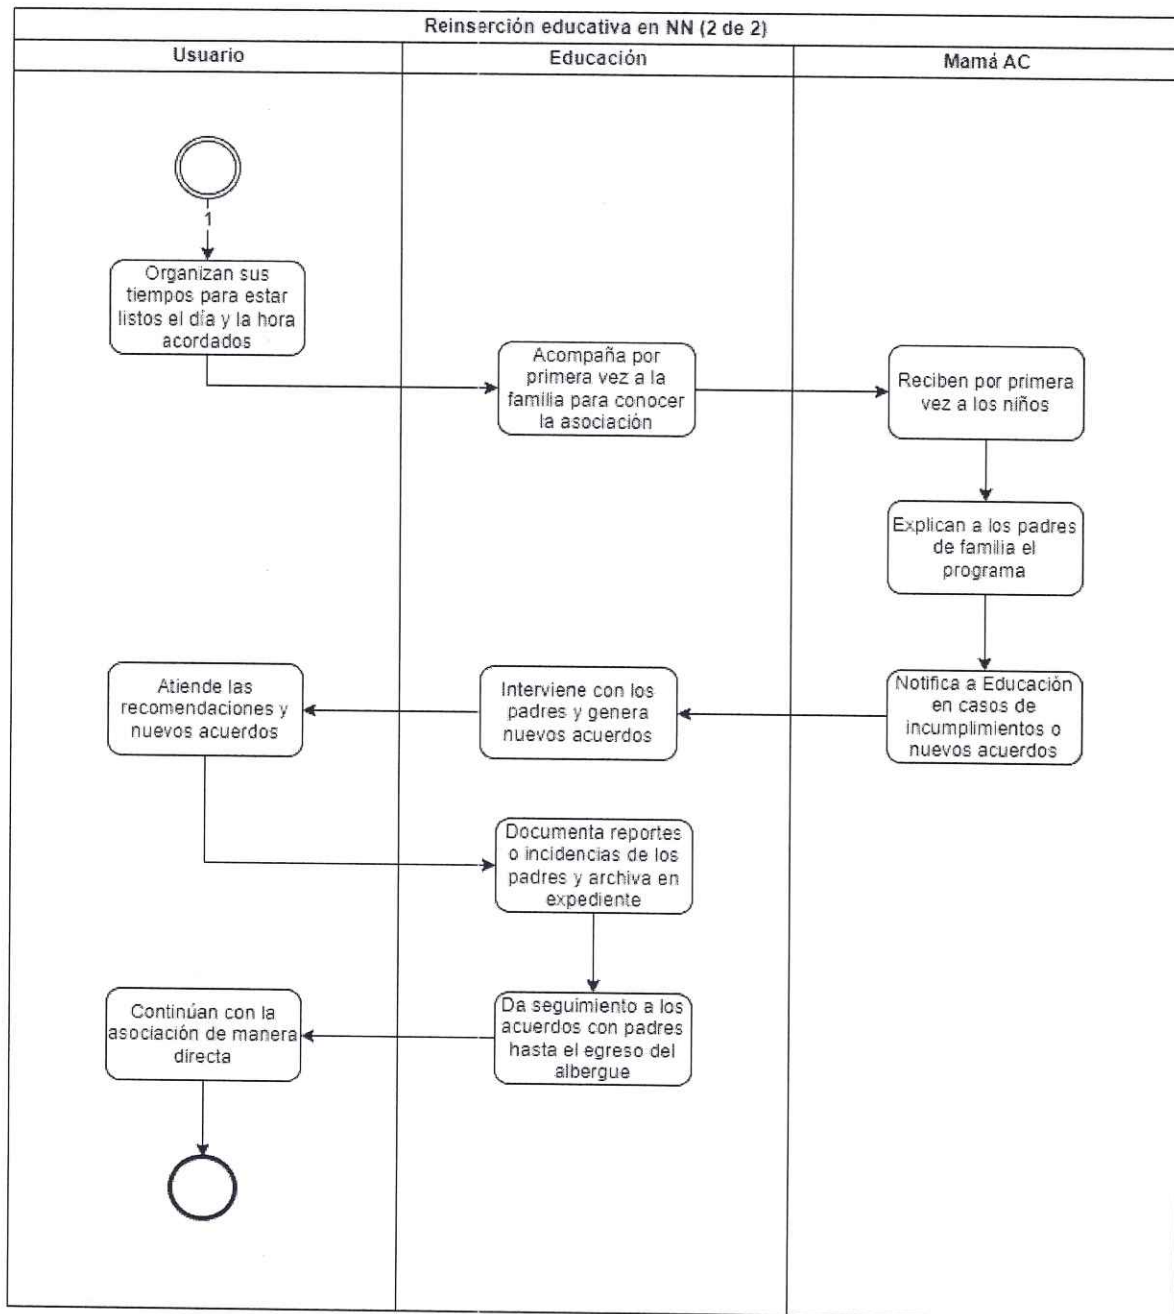 Reinserción educativa en NN (2 de 2)
Usuario
Educación
Mamá AC
1
Organizan sus
tiempos para estar
listos el día y la hora
acordados
Acompaña por
primera vez a la
familia para conocer
la asociación
Reciben por primera
vez a los niños
Explican a los padres
de familia el
programa
Notifica a Educación
en casos de
incumplimientos o
nuevos acuerdos
Interviene con los
padres y genera
nuevos acuerdos
Atiende las
recomendaciones y
nuevos acuerdos
Documenta reportes
o incidencias de los
padres y archiva en
expediente
Da seguimiento a los
acuerdos con padres
hasta el egreso del
albergue
Continúan con la
asociación de manera
directa